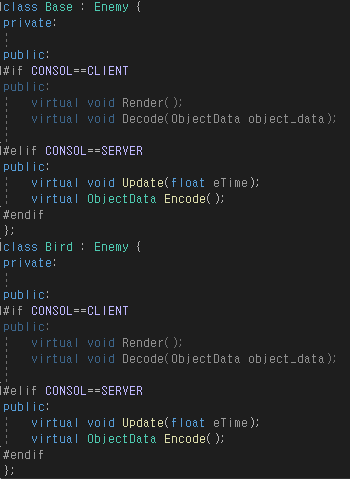 class Base : Enemy {
private:
public:
#if CONSOL==CLIENT
public:
    virtual void Render();
    virtual void Decode(ObjectData object_data);
#elif CONSOL==SERVER
public:
    virtual void Update(float eTime);
    virtual ObjectData Encode();
#endif
};
class Bird : Enemy {
private:
public:
#if CONSOL==CLIENT
public:
    virtual void Render();
    virtual void Decode(ObjectData object_data);
#elif CONSOL==SERVER
public:
    virtual void Update(float eTime);
    virtual ObjectData Encode();
#endif
};